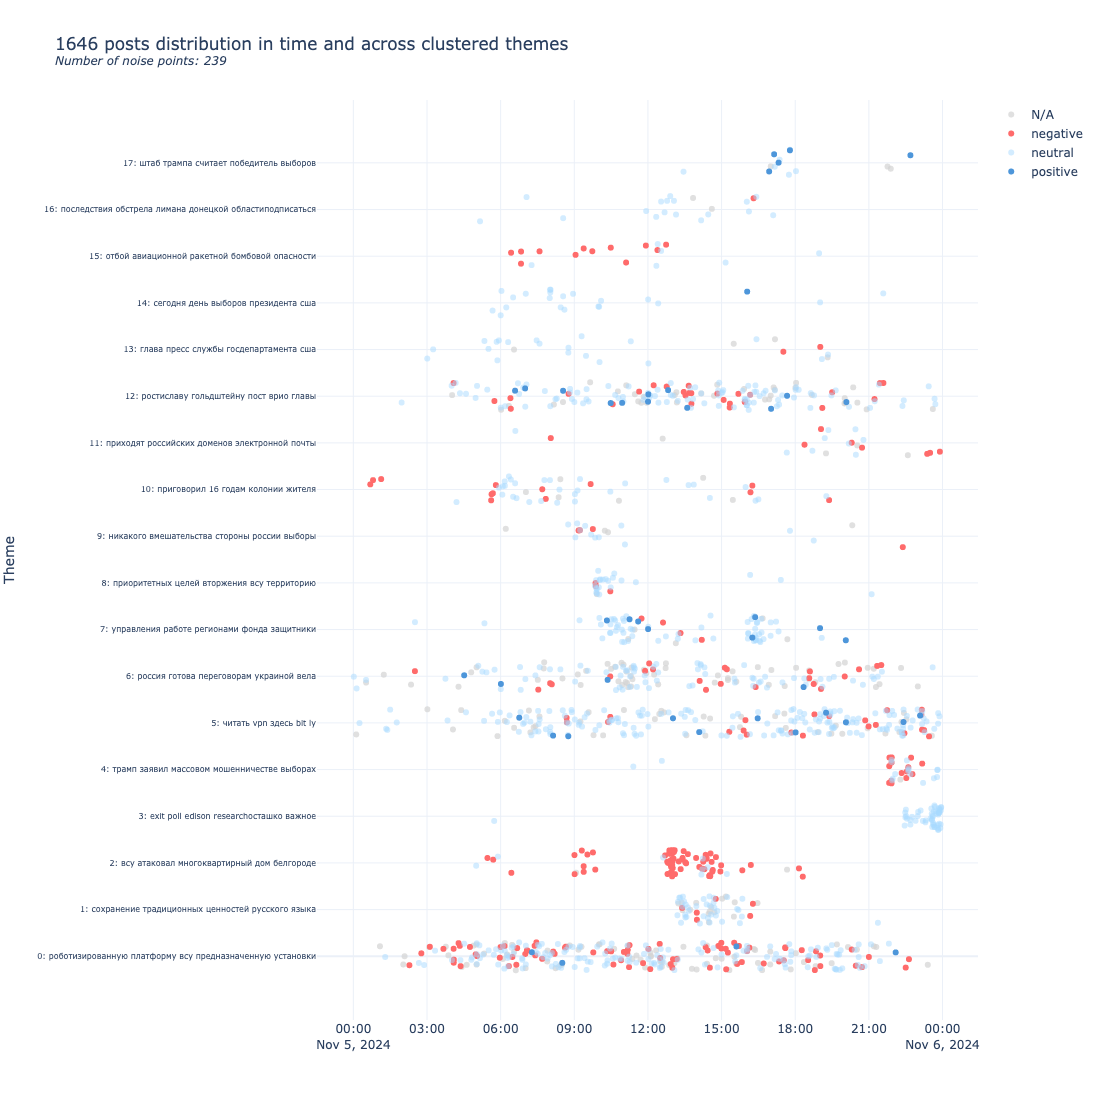 1646 posts distribution in time and across clustered themes
Number of noise points: 239
N/A
negative
neutral
positive
Theme
17: штаб трампа считает победитель выборов
16: последствия обстрела лимана донецкой областиподписаться
15: отбой авиационной ракетной бомбовой опасности
14: сегодня день выборов президента сша
13: глава пресс службы госдепартамента сша
12: ростиславу гольдштейну пост врио главы
11: приходят российских доменов электронной почты
10: приговорил 16 годам колонии жителя
9: никакого вмешательства стороны россии выборы
8: приоритетных целей вторжения всу территорию
7: управления работе регионами фонда защитники
6: россия готова переговорам украиной вела
5: читать vpn здесь bit ly
4: трамп заявил массовом мошенничестве выборах
3: exit poll edison researchосташко важное
2: всу атаковал многоквартирный дом белгороде
1: сохранение традиционных ценностей русского языка
0: роботизированную платформу всу предназначенную установки
00:00 03:00 06:00 09:00 12:00 15:00 18:00 21:00 00:00
Nov 5, 2024 Nov 6, 2024